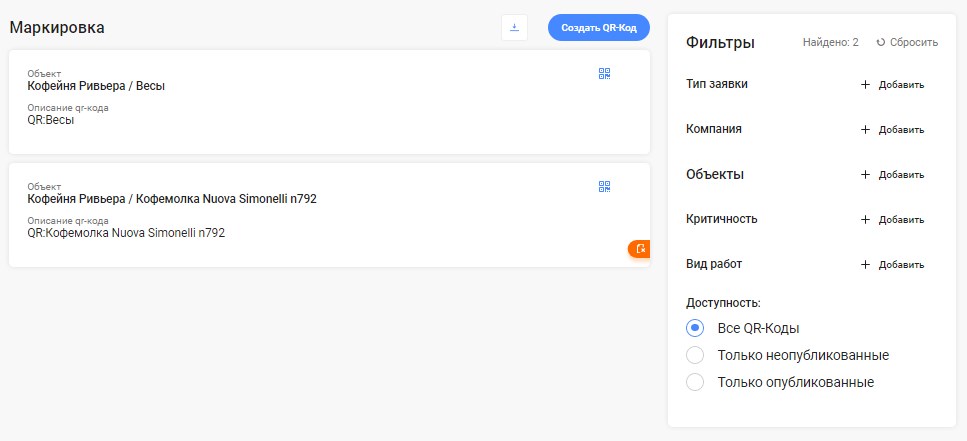 Маркировка
Создать QR-Код
Объект
Кофейня Ривьера / Весы
Описание qr-кода
QR:Весы
Объект
Кофейня Ривьера / Кофемолка Nuova Simonelli n792
Описание qr-кода
QR:Кофемолка Nuova Simonelli n792
Фильтры
Найдено: 2
Сбросить
Тип заявки
Добавить
Компания
Добавить
Объекты
Добавить
Критичность
Добавить
Вид работ
Добавить
Доступность:
Все QR-Коды
Только неопубликованные
Только опубликованные